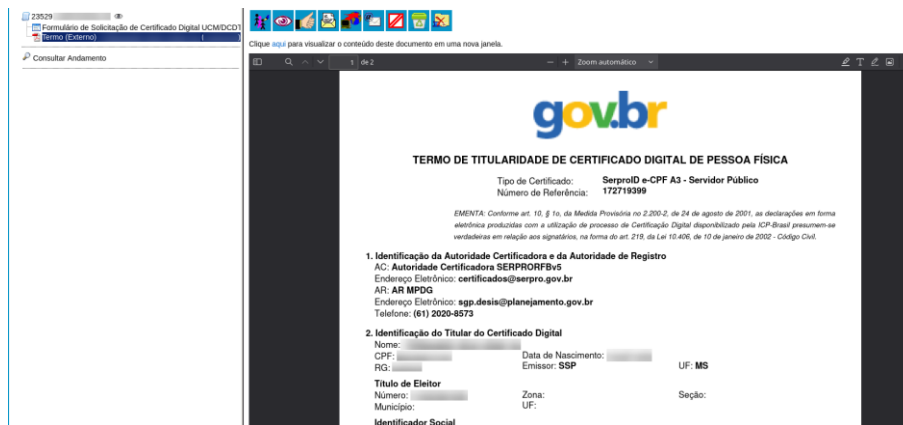 23529
Formulário de Solicitação de Certificado Digital UCM/DCDT
Termo (Externo) (
Consultar Andamento
Clique aqui para visualizar o conteúdo deste documento em uma nova janela.
1 de 2 — + Zoom automático
gov.br
TERMO DE TITULARIDADE DE CERTIFICADO DIGITAL DE PESSOA FÍSICA
Tipo de Certificado: SerproID e-CPF A3 - Servidor Público
Número de Referência: 172719399
EMENTA: Conforme art. 10, § 1o, da Medida Provisória no 2.200-2, de 24 de agosto de 2001, as declarações em forma
eletrônica produzidas com a utilização de processo de Certificação Digital disponibilizado pela ICP-Brasil presumem-se
verdadeiras em relação aos signatários, na forma do art. 219, da Lei 10.406, de 10 de janeiro de 2002 - Código Civil.
1. Identificação da Autoridade Certificadora e da Autoridade de Registro
AC: Autoridade Certificadora SERPRORFBv5
Endereço Eletrônico: certificados@serpro.gov.br
AR: AR MPDG
Endereço Eletrônico: sgp.desis@planejamento.gov.br
Telefone: (61) 2020-8573
2. Identificação do Titular do Certificado Digital
Nome:
CPF: Data de Nascimento:
RG: Emissor: SSP UF: MS
Título de Eleitor
Número: Zona: Seção:
Município: UF:
Identificador Social